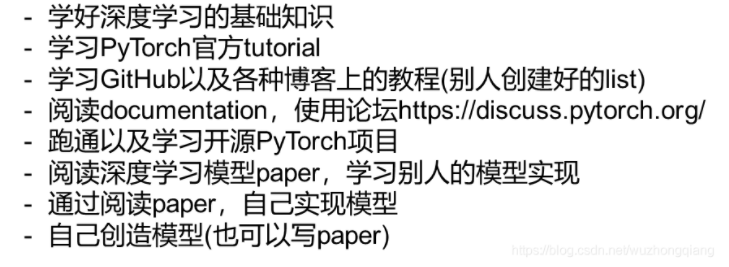 - 学好深度学习的基础知识
- 学习PyTorch官方tutorial
- 学习GitHub以及各种博客上的教程(别人创建好的list)
- 阅读documentation，使用论坛https://discuss.pytorch.org/
- 跑通以及学习开源PyTorch项目
- 阅读深度学习模型paper，学习别人的模型实现
- 通过阅读paper，自己实现模型
- 自己创造模型(也可以写paper)
https://blog.csdn.net/wuzhongqiang